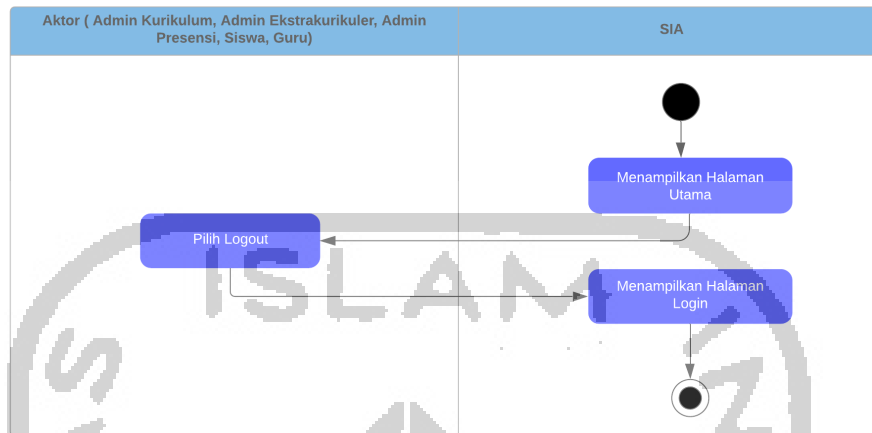 Aktor ( Admin Kurikulum, Admin Ekstrakurikuler, Admin
Presensi, Siswa, Guru)
SIA
Menampilkan Halaman
Utama
Pilih Logout
Menampilkan Halaman
Login
ISLAM